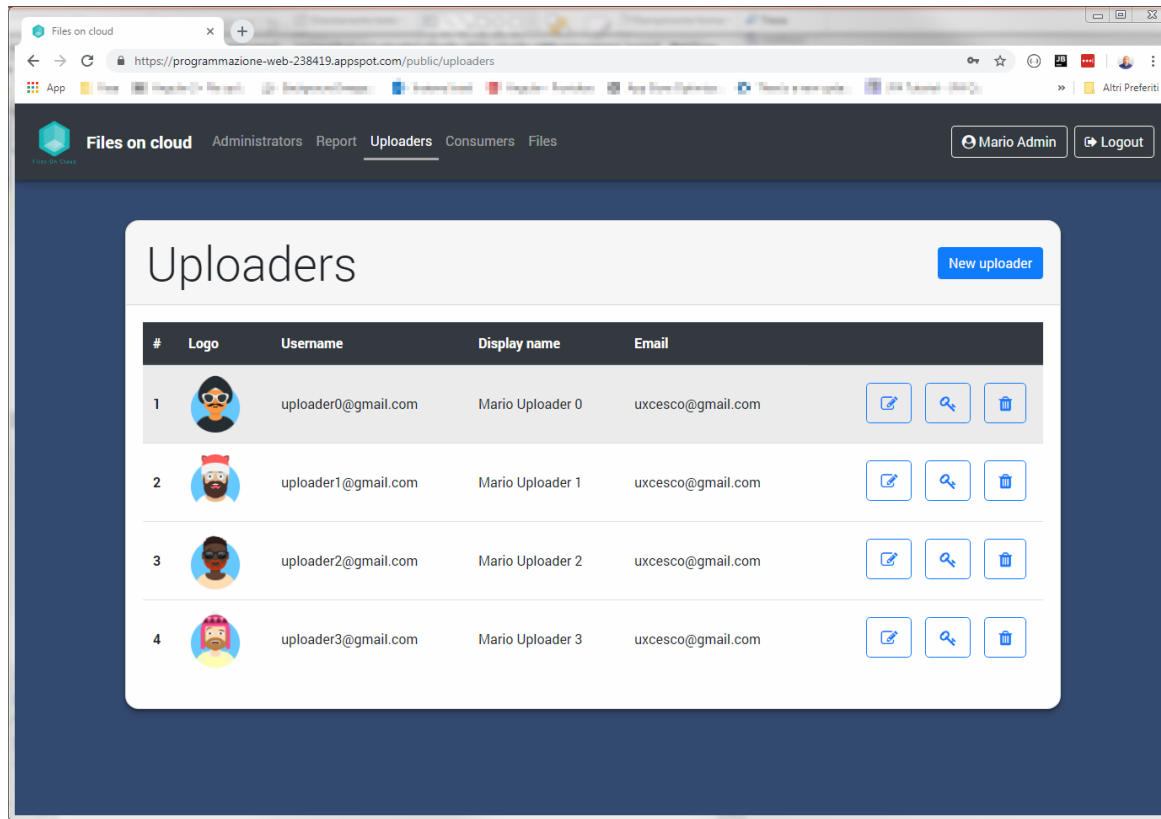 Files on cloud
https://programmazione-web-238419.appspot.com/public/uploaders
App
» Altri Preferiti
Files On Cloud
Files on cloud Administrators Report Uploaders Consumers Files Mario Admin Logout
Uploaders New uploader
# Logo Username Display name Email
1 uploader0@gmail.com Mario Uploader 0 uxcesco@gmail.com
2 uploader1@gmail.com Mario Uploader 1 uxcesco@gmail.com
3 uploader2@gmail.com Mario Uploader 2 uxcesco@gmail.com
4 uploader3@gmail.com Mario Uploader 3 uxcesco@gmail.com